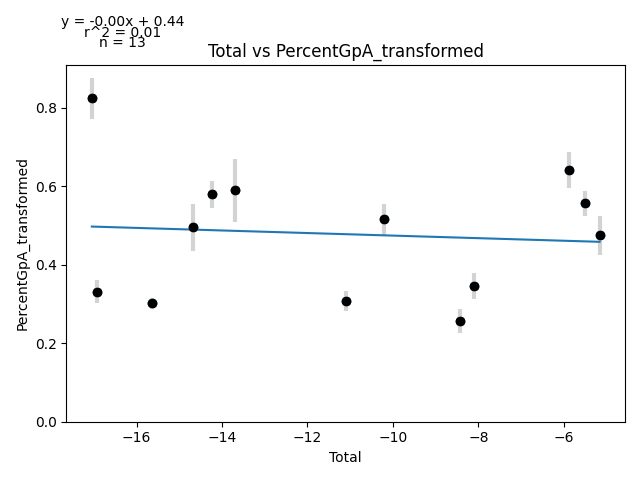 y = -0.00x + 0.44
r^2 = 0.01
n = 13
Total vs PercentGpA_transformed
PercentGpA_transformed
0.8
0.6
0.4
0.2
0.0
−16
−14
−12
−10
−8
−6
Total